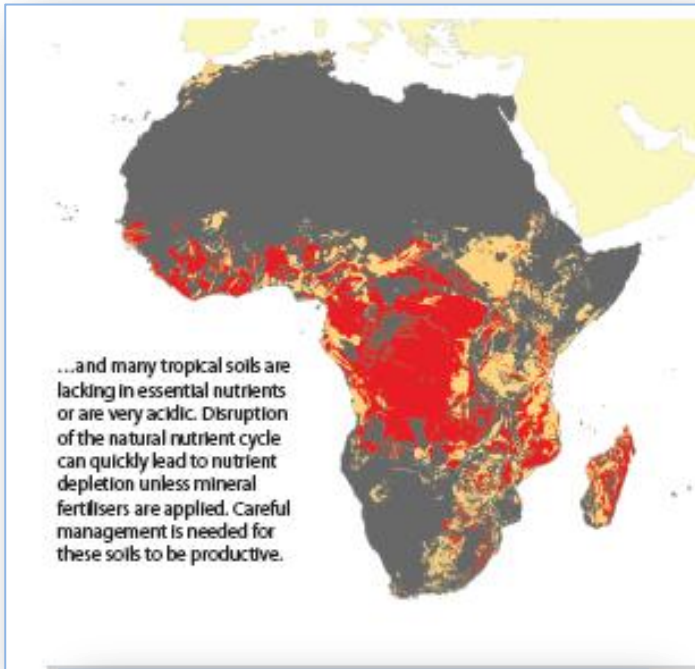 ...and many tropical soils are
lacking in essential nutrients
or are very acidic. Disruption
of the natural nutrient cycle
can quickly lead to nutrient
depletion unless mineral
fertilisers are applied. Careful
management is needed for
these soils to be productive.